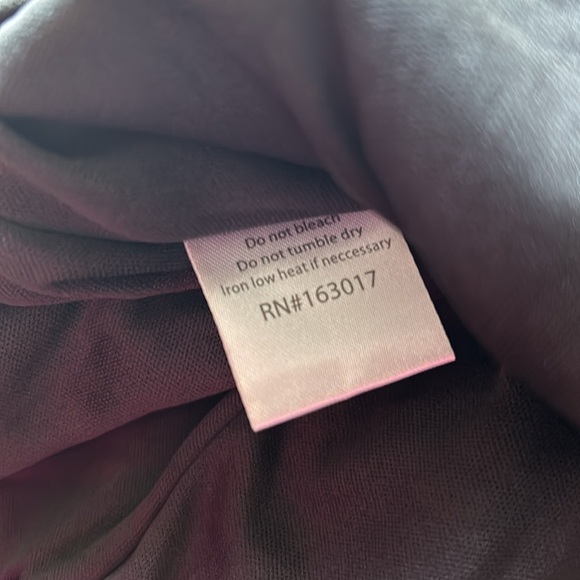 Do not bleach
Do not tumble dry
Iron low heat if neccessary
RN#163017